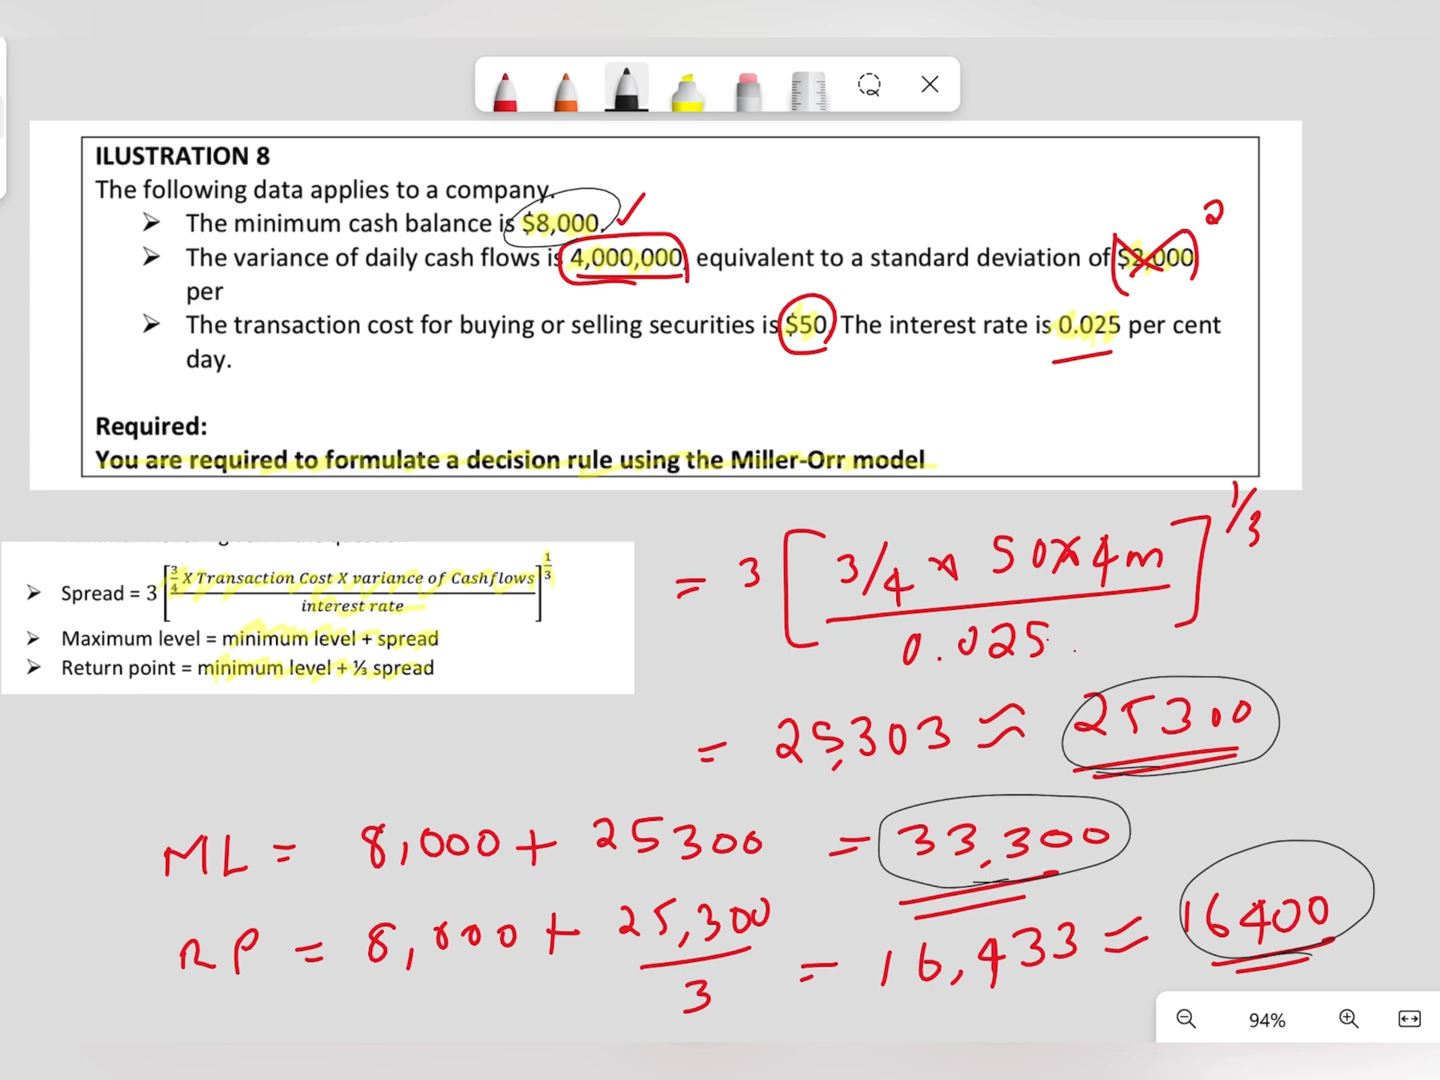 ILUSTRATION 8
The following data applies to a company.
➤ The minimum cash balance is $8,000. ✓
➤ The variance of daily cash flows is 4,000,000, equivalent to a standard deviation of $2,000 2
per
➤ The transaction cost for buying or selling securities is $50. The interest rate is 0.025 per cent
day.
Required:
You are required to formulate a decision rule using the Miller-Orr model
➤ Spread = 3 [ 3/4 X Transaction Cost X variance of Cashflows / interest rate ] 1/3
➤ Maximum level = minimum level + spread
➤ Return point = minimum level + ⅓ spread
= 3 [ 3/4 x 50 x 4m / 0.025 ] 1/3
= 25,303 ≈ 25300
ML = 8,000 + 25300 = 33,300
RP = 8,000 + 25,300 / 3 = 16,433 ≈ 16400
94%